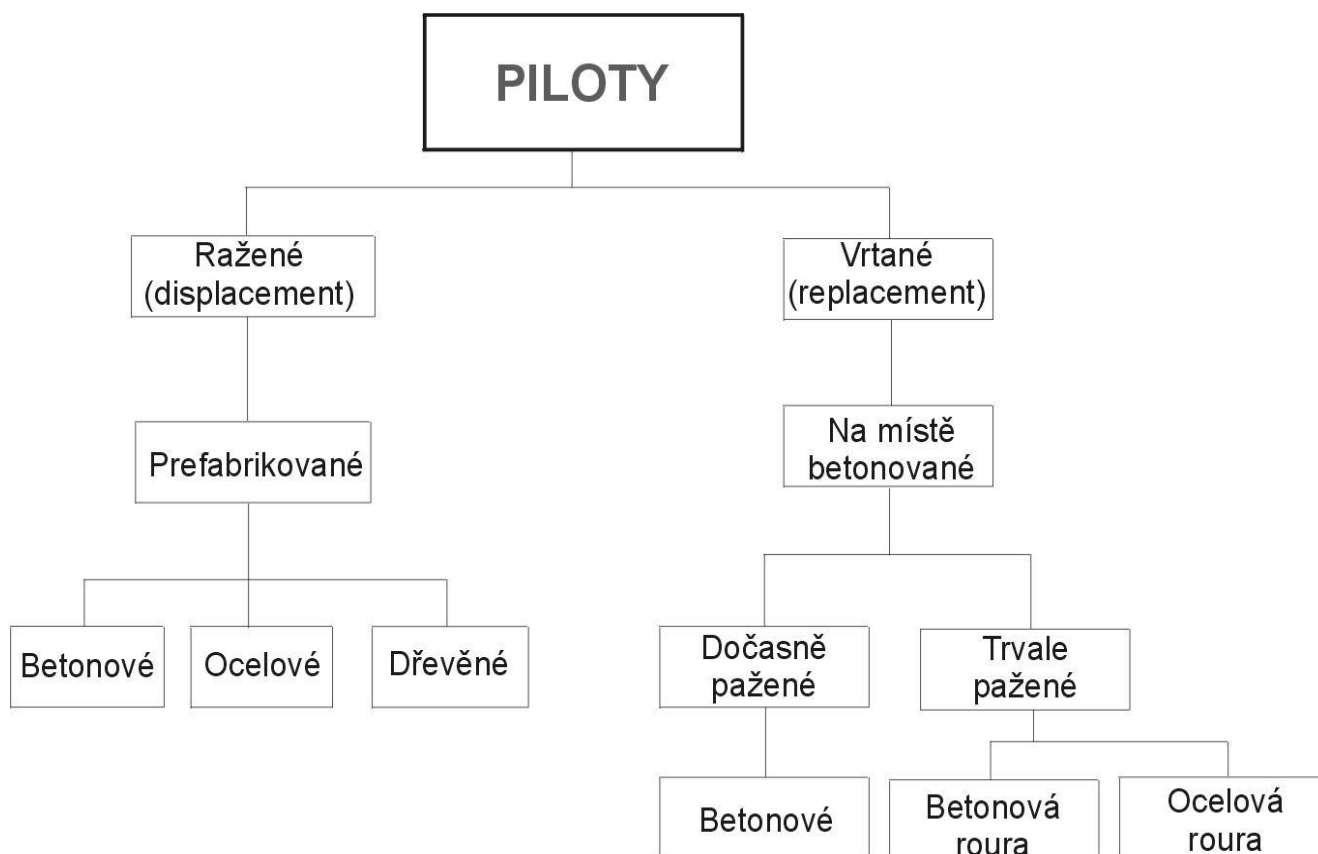 PILOTY
Ražené
(displacement)
Vrtané
(replacement)
Prefabrikované
Na místě
betonované
Betonové
Ocelové
Dřevěné
Dočasně
pažené
Trvale
pažené
Betonové
Betonová
roura
Ocelová
roura